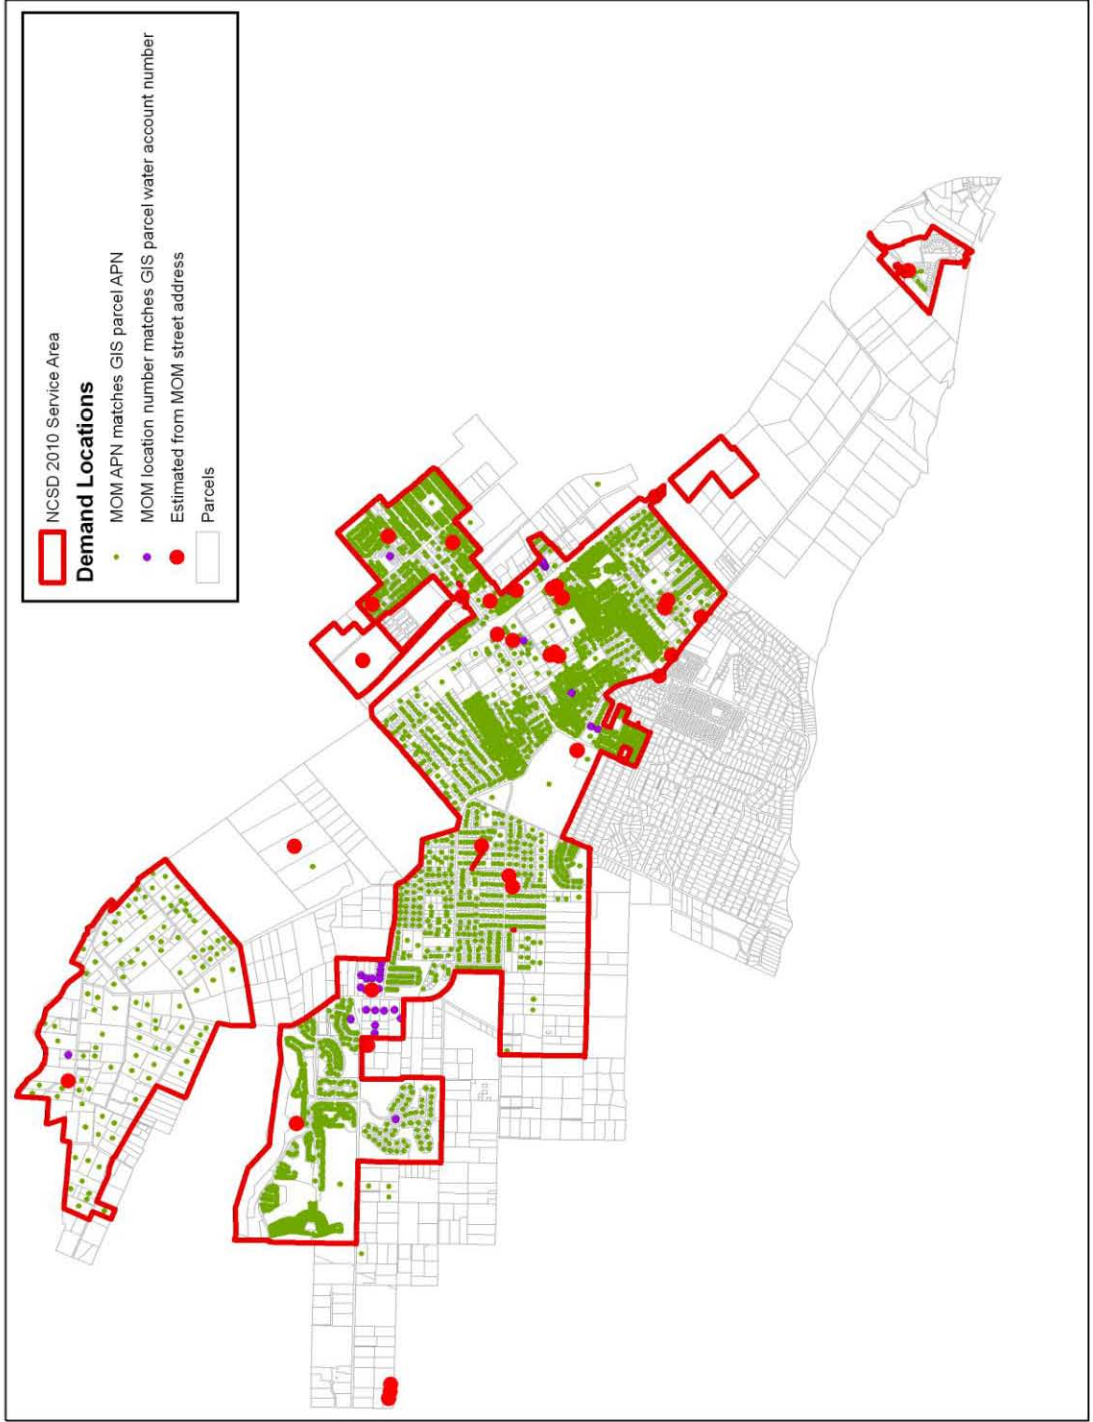 NCSD 2010 Service Area
Demand Locations
MOM APN matches GIS parcel APN
MOM location number matches GIS parcel water account number
Estimated from MOM street address
Parcels